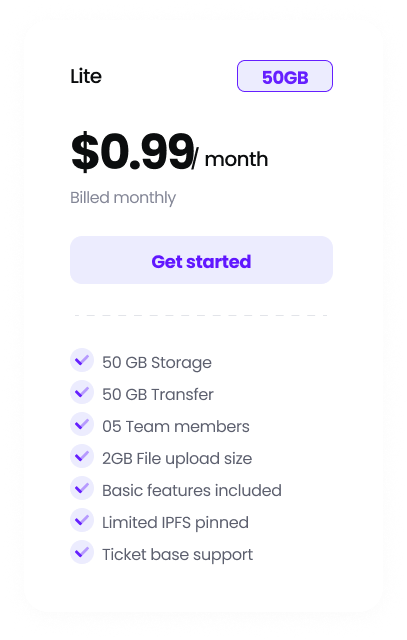 Lite
50GB
$0.99/ month
Billed monthly
Get started
50 GB Storage
50 GB Transfer
05 Team members
2GB File upload size
Basic features included
Limited IPFS pinned
Ticket base support